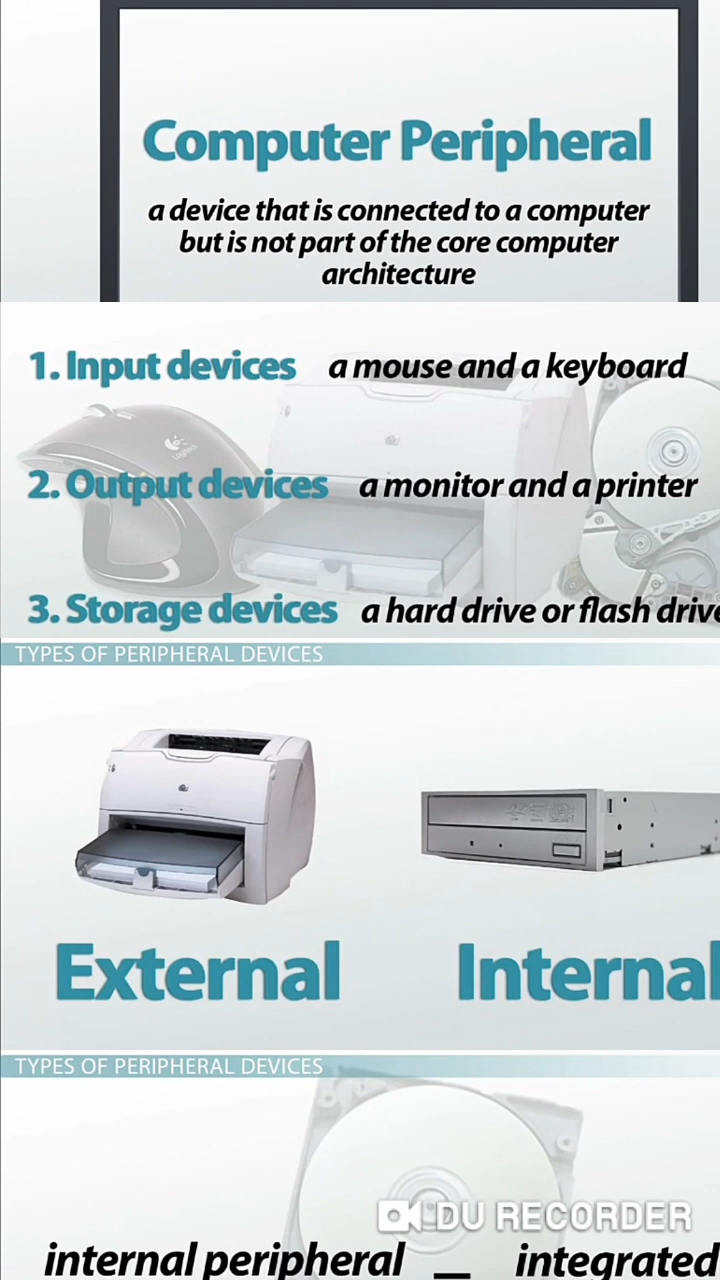 Computer Peripheral
a device that is connected to a computer
but is not part of the core computer
architecture
1. Input devices a mouse and a keyboard
Logitech
2. Output devices a monitor and a printer
3. Storage devices a hard drive or flash drive
TYPES OF PERIPHERAL DEVICES
External Internal
TYPES OF PERIPHERAL DEVICES
DU RECORDER
internal peripheral – integrated